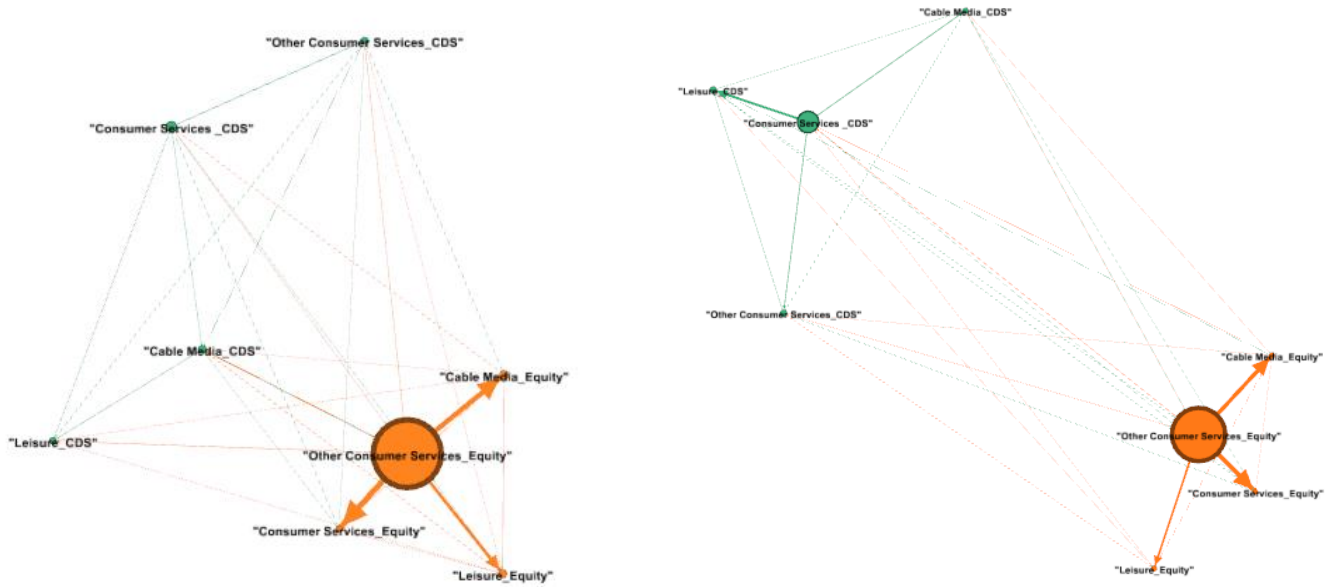 "Other Consumer Services_CDS"
"Consumer Services _CDS"
"Cable Media_CDS"
"Cable Media_Equity"
"Leisure_CDS"
"Other Consumer Services_Equity"
"Consumer Services_Equity"
"Leisure_Equity"
"Cable Media_CDS"
"Leisure_CDS"
"Consumer Services _CDS"
"Other Consumer Services_CDS"
"Cable Media_Equity"
"Other Consumer Services_Equity"
"Consumer Services_Equity"
"Leisure_Equity"